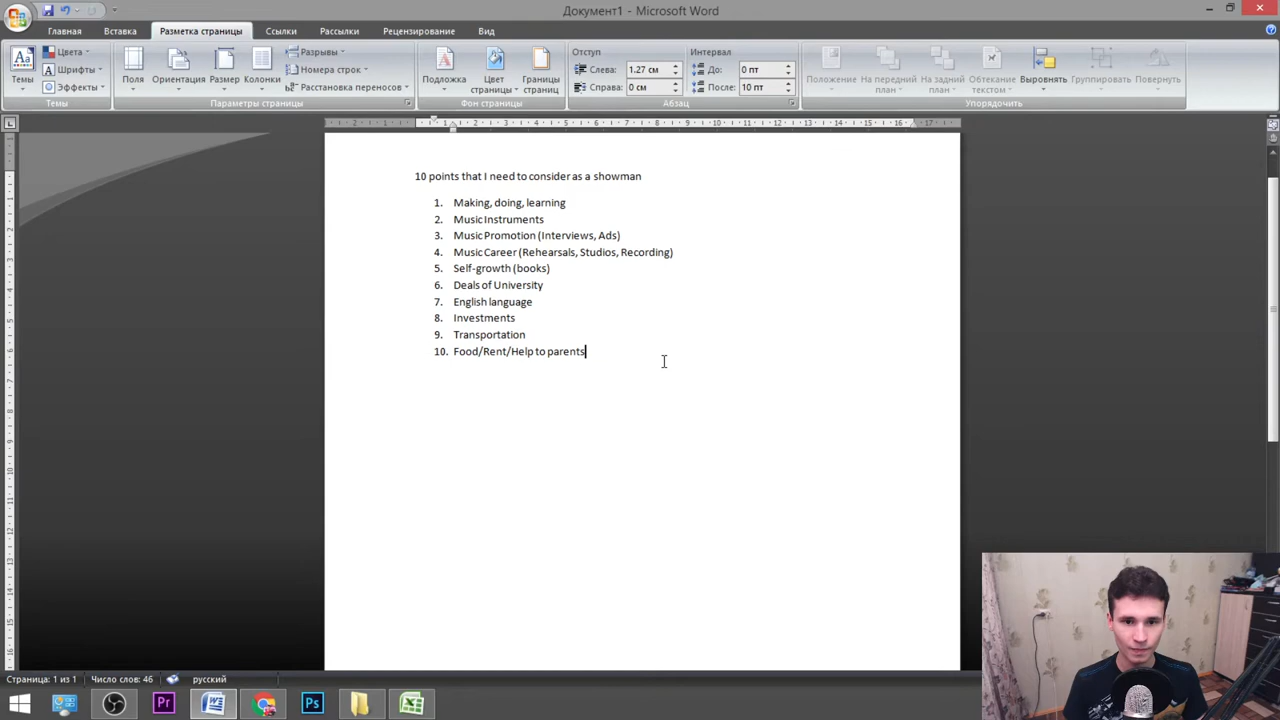 Документ1 - Microsoft Word
Главная Вставка Разметка страницы Ссылки Рассылки Рецензирование Вид
Темы Цвета Шрифты Эффекты
Темы
Поля Ориентация Размер Колонки Разрывы Номера строк Расстановка переносов
Параметры страницы
Подложка Цвет страницы Границы страниц
Фон страницы
Отступ
Слева: 1.27 см
Справа: 0 см
Интервал
До: 0 пт
После: 10 пт
Абзац
Положение На передний план На задний план Обтекание текстом Выровнять Группировать Повернуть
Упорядочить
10 points that I need to consider as a showman
1. Making, doing, learning
2. Music Instruments
3. Music Promotion (Interviews, Ads)
4. Music Career (Rehearsals, Studios, Recording)
5. Self-growth (books)
6. Deals of University
7. English language
8. Investments
9. Transportation
10. Food/Rent/Help to parents
Страница: 1 из 1 Число слов: 46 русский
Pr Ps